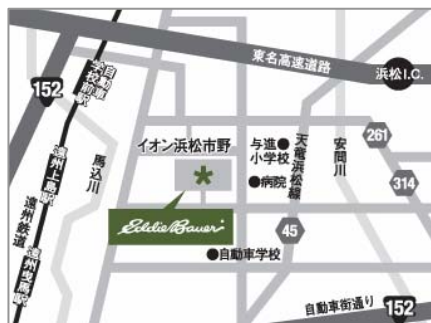 東名高速道路
浜松I.C.
152
自動車
学校前駅
馬込川
イオン浜松市野
与進
小学校
天竜浜松線
安間川
261
遠州上島駅
病院
314
Eddie Bauer
遠州鉄道
遠州曳馬駅
45
自動車学校
自動車街通り
152